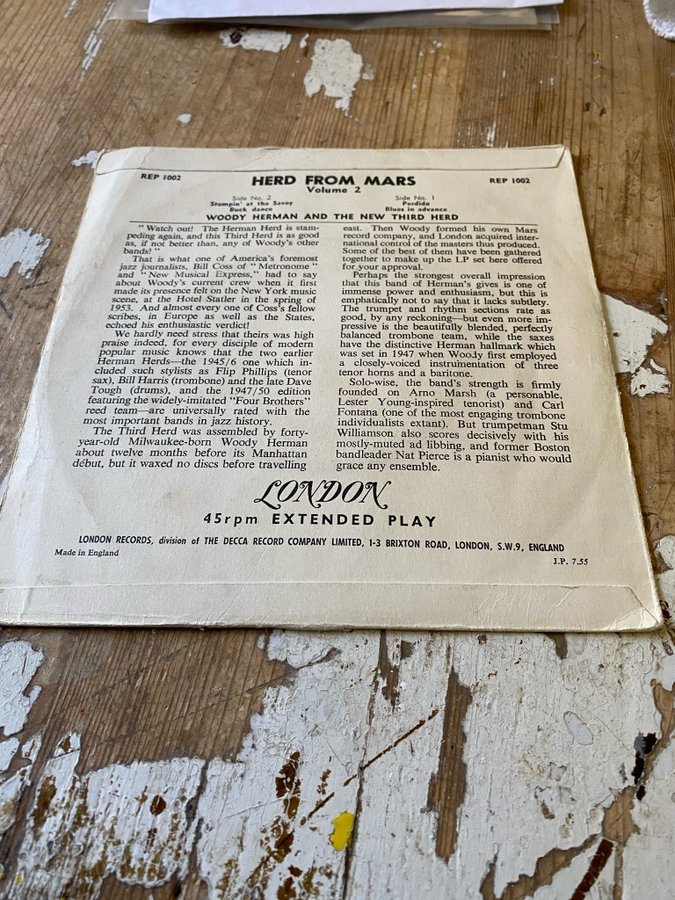 REP 1002
HERD FROM MARS
REP 1002
Volume 2
Side No. 2
Stompin' at the Savoy
Buck dance
Side No. 1
Perdido
Blues in advance
WOODY HERMAN AND THE NEW THIRD HERD
"Watch out! The Herman Herd is stam-
peding again, and this Third Herd is as good
as, if not better than, any of Woody's other
bands!"
That is what one of America's foremost
jazz journalists, Bill Coss of "Metronome"
and "New Musical Express," had to say
about Woody's current crew when it first
made its presence felt on the New York music
scene, at the Hotel Statler in the spring of
1953. And almost every one of Coss's fellow
scribes, in Europe as well as the States,
echoed his enthusiastic verdict!
We hardly need stress that theirs was high
praise indeed, for every disciple of modern
popular music knows that the two earlier
Herman Herds—the 1945/6 one which in-
cluded such stylists as Flip Phillips (tenor
sax), Bill Harris (trombone) and the late Dave
Tough (drums), and the 1947/50 edition
featuring the widely-imitated "Four Brothers"
reed team—are universally rated with the
most important bands in jazz history.
The Third Herd was assembled by forty-
year-old Milwaukee-born Woody Herman
about twelve months before its Manhattan
début, but it waxed no discs before travelling
east. Then Woody formed his own Mars
record company, and London acquired inter-
national control of the masters thus produced.
Some of the best of them have been gathered
together to make up the LP set here offered
for your approval.
Perhaps the strongest overall impression
that this band of Herman's gives is one of
immense power and enthusiasm, but this is
emphatically not to say that it lacks subtlety.
The trumpet and rhythm sections rate as
good, by any reckoning—but even more im-
pressive is the beautifully blended, perfectly
balanced trombone team, while the saxes
have the distinctive Herman hallmark which
was set in 1947 when Woody first employed
a closely-voiced instrumentation of three
tenor horns and a baritone.
Solo-wise, the band's strength is firmly
founded on Arno Marsh (a personable,
Lester Young-inspired tenorist) and Carl
Fontana (one of the most engaging trombone
individualists extant). But trumpetman Stu
Williamson also scores decisively with his
mostly-muted ad libbing, and former Boston
bandleader Nat Pierce is a pianist who would
grace any ensemble.
LONDON
45rpm EXTENDED PLAY
LONDON RECORDS, division of THE DECCA RECORD COMPANY LIMITED, 1-3 BRIXTON ROAD, LONDON, S.W.9, ENGLAND
Made in England
J.P. 7.55